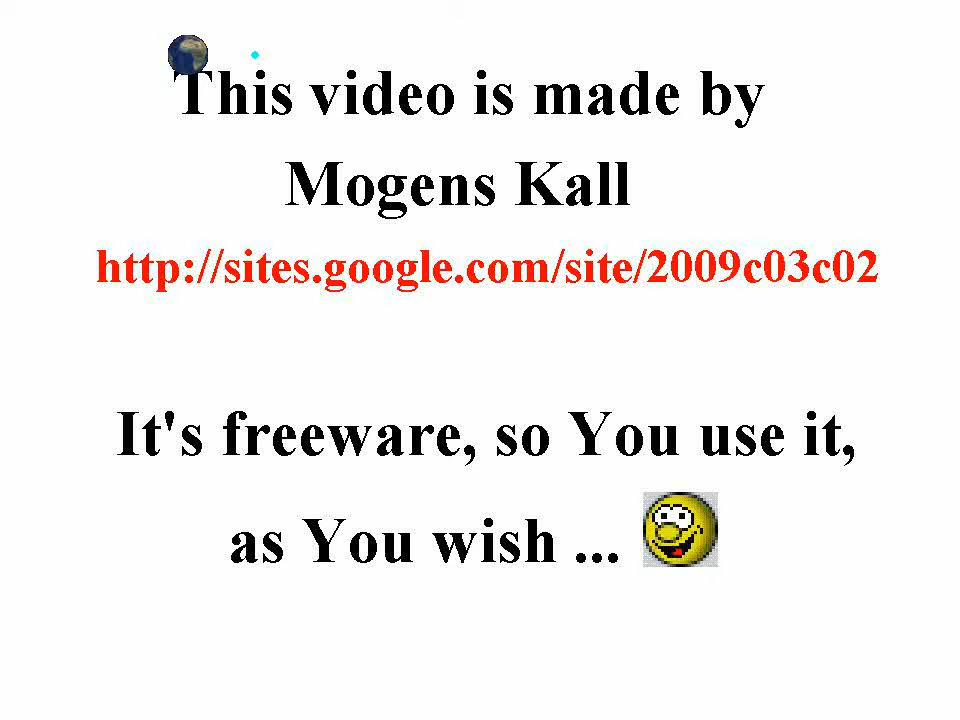 This video is made by
Mogens Kall
http://sites.google.com/site/2009c03c02
It's freeware, so You use it,
as You wish ...